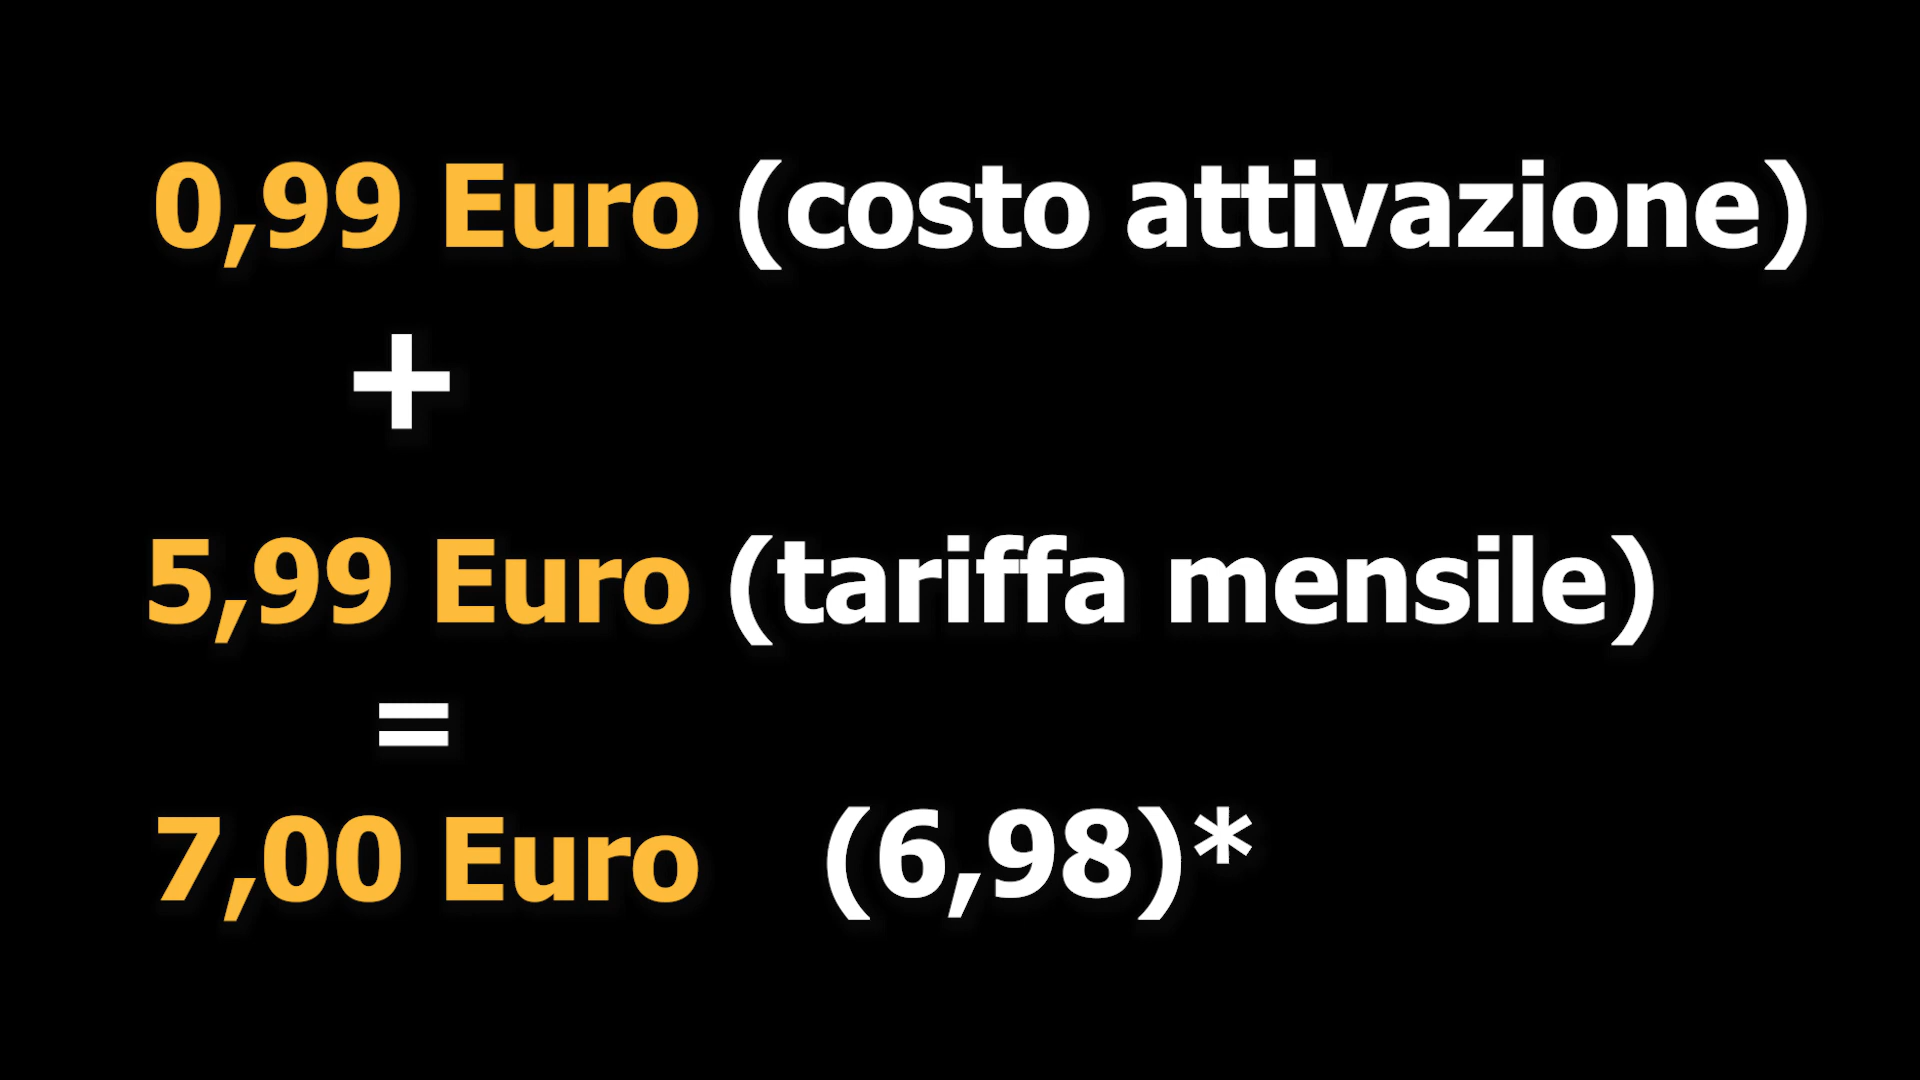 0,99 Euro (costo attivazione)
+
5,99 Euro (tariffa mensile)
=
7,00 Euro (6,98)*